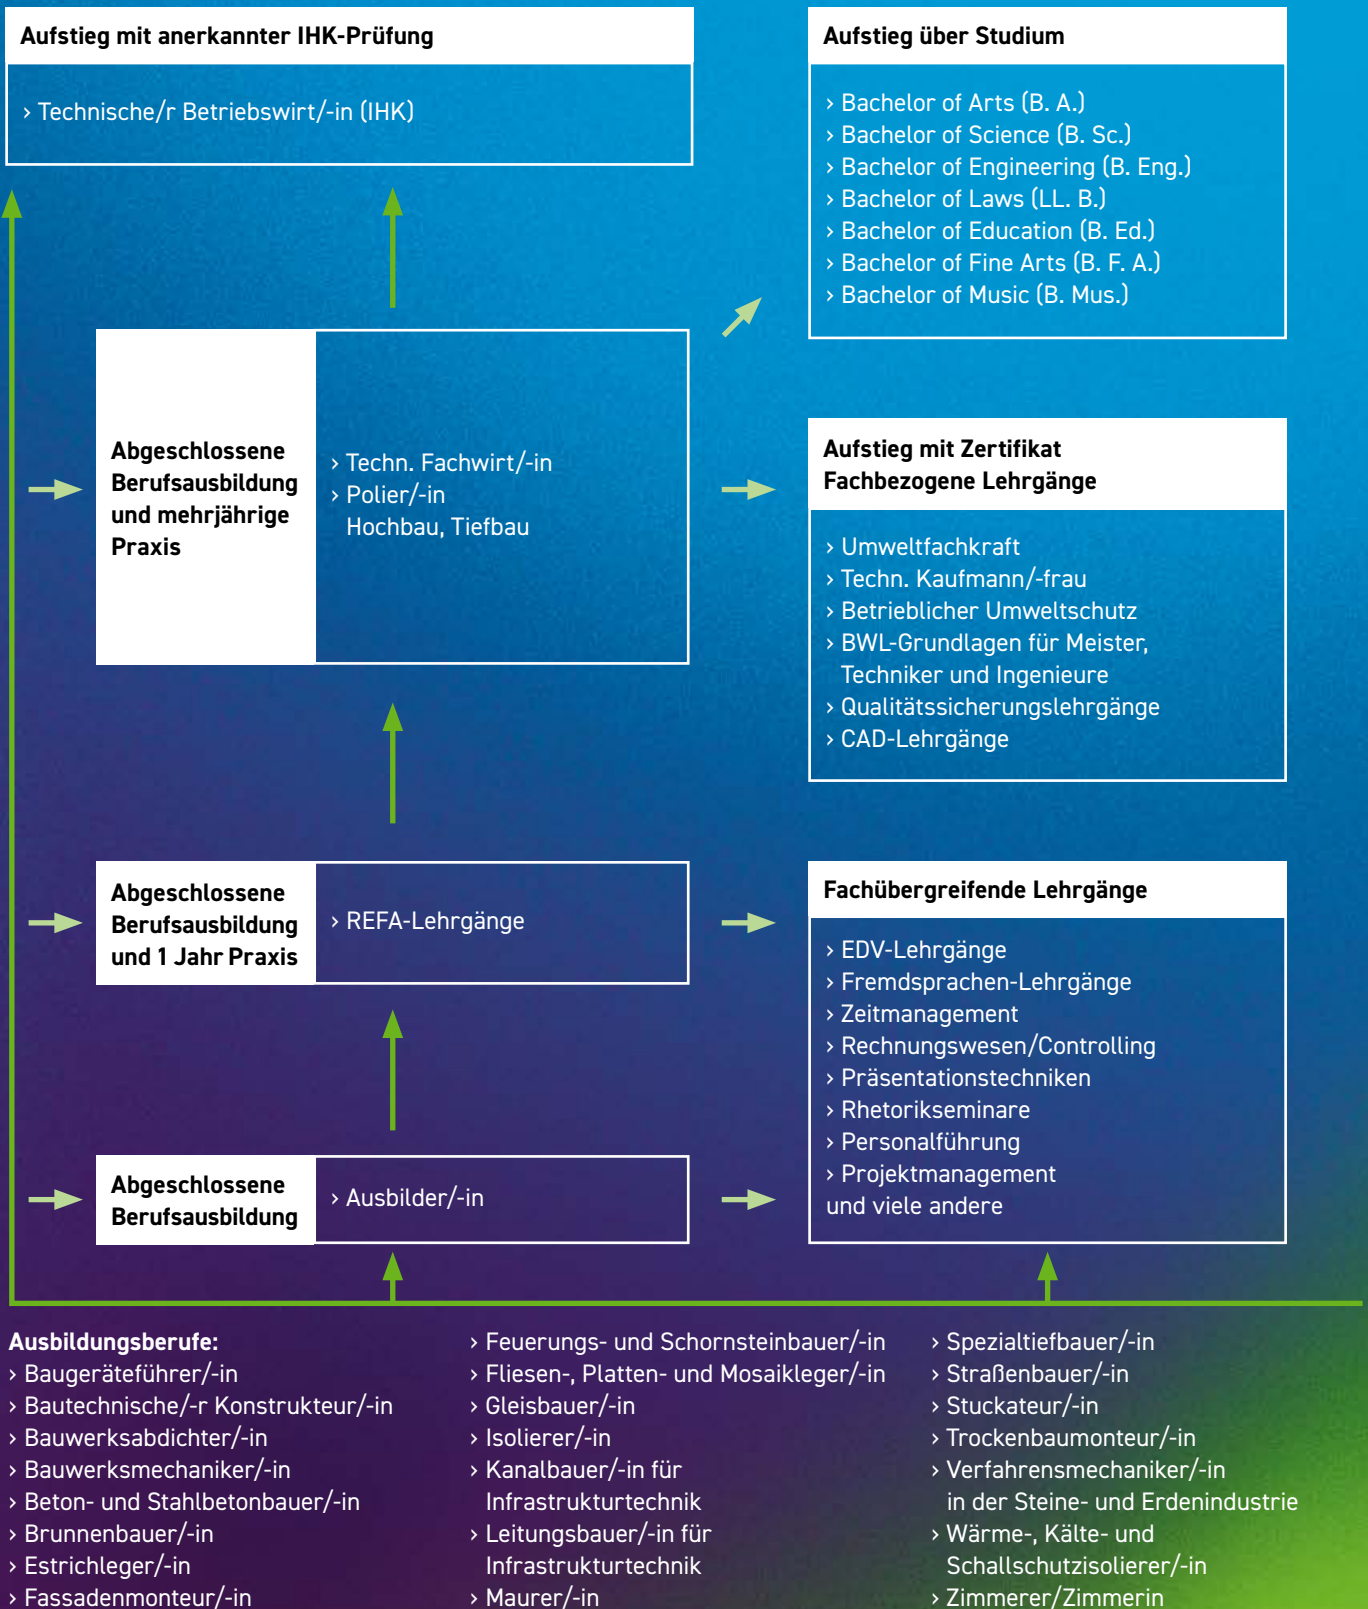 Aufstieg mit anerkannter IHK-Prüfung
› Technische/r Betriebswirt/-in (IHK)
Aufstieg über Studium
› Bachelor of Arts (B. A.)
› Bachelor of Science (B. Sc.)
› Bachelor of Engineering (B. Eng.)
› Bachelor of Laws (LL. B.)
› Bachelor of Education (B. Ed.)
› Bachelor of Fine Arts (B. F. A.)
› Bachelor of Music (B. Mus.)
Abgeschlossene
Berufsausbildung
und mehrjährige
Praxis
› Techn. Fachwirt/-in
› Polier/-in
Hochbau, Tiefbau
Aufstieg mit Zertifikat
Fachbezogene Lehrgänge
› Umweltfachkraft
› Techn. Kaufmann/-frau
› Betrieblicher Umweltschutz
› BWL-Grundlagen für Meister,
Techniker und Ingenieure
› Qualitätssicherungslehrgänge
› CAD-Lehrgänge
Abgeschlossene
Berufsausbildung
und 1 Jahr Praxis
› REFA-Lehrgänge
Fachübergreifende Lehrgänge
› EDV-Lehrgänge
› Fremdsprachen-Lehrgänge
› Zeitmanagement
› Rechnungswesen/Controlling
› Präsentationstechniken
› Rhetorikseminare
› Personalführung
› Projektmanagement
und viele andere
Abgeschlossene
Berufsausbildung
› Ausbilder/-in
Ausbildungsberufe:
› Baugeräteführer/-in
› Bautechnische/-r Konstrukteur/-in
› Bauwerksabdichter/-in
› Bauwerksmechaniker/-in
› Beton- und Stahlbetonbauer/-in
› Brunnenbauer/-in
› Estrichleger/-in
› Fassadenmonteur/-in
› Feuerungs- und Schornsteinbauer/-in
› Fliesen-, Platten- und Mosaikleger/-in
› Gleisbauer/-in
› Isolierer/-in
› Kanalbauer/-in für
Infrastrukturtechnik
› Leitungsbauer/-in für
Infrastrukturtechnik
› Maurer/-in
› Spezialtiefbauer/-in
› Straßenbauer/-in
› Stuckateur/-in
› Trockenbaumonteur/-in
› Verfahrensmechaniker/-in
in der Steine- und Erdenindustrie
› Wärme-, Kälte- und
Schallschutzisolierer/-in
› Zimmerer/Zimmerin